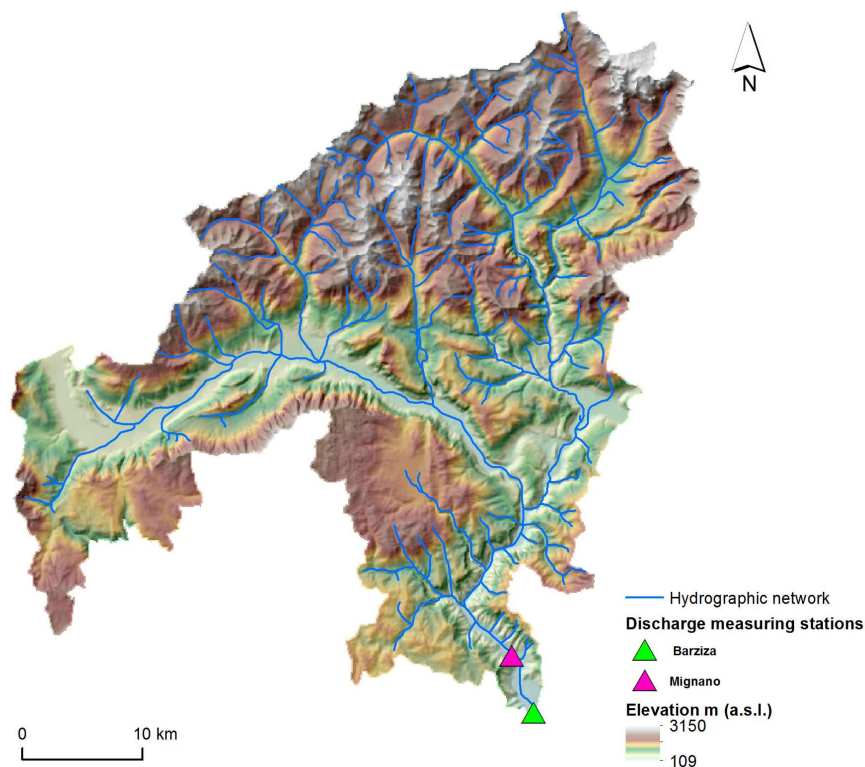 N
Hydrographic network
Discharge measuring stations
Barziza
Mignano
Elevation m (a.s.l.)
3150
109
0 10 km